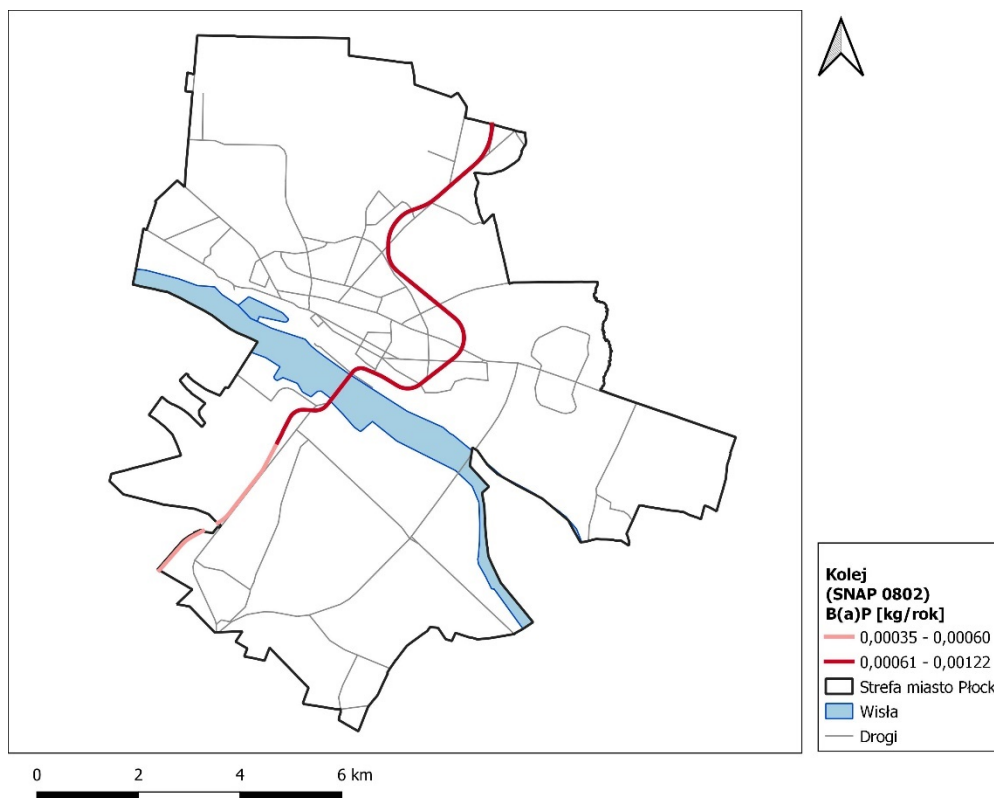 Kolej
(SNAP 0802)
B(a)P [kg/rok]
0,00035 - 0,00060
0,00061 - 0,00122
Strefa miasto Płock
Wisła
Drogi
0 2 4 6 km